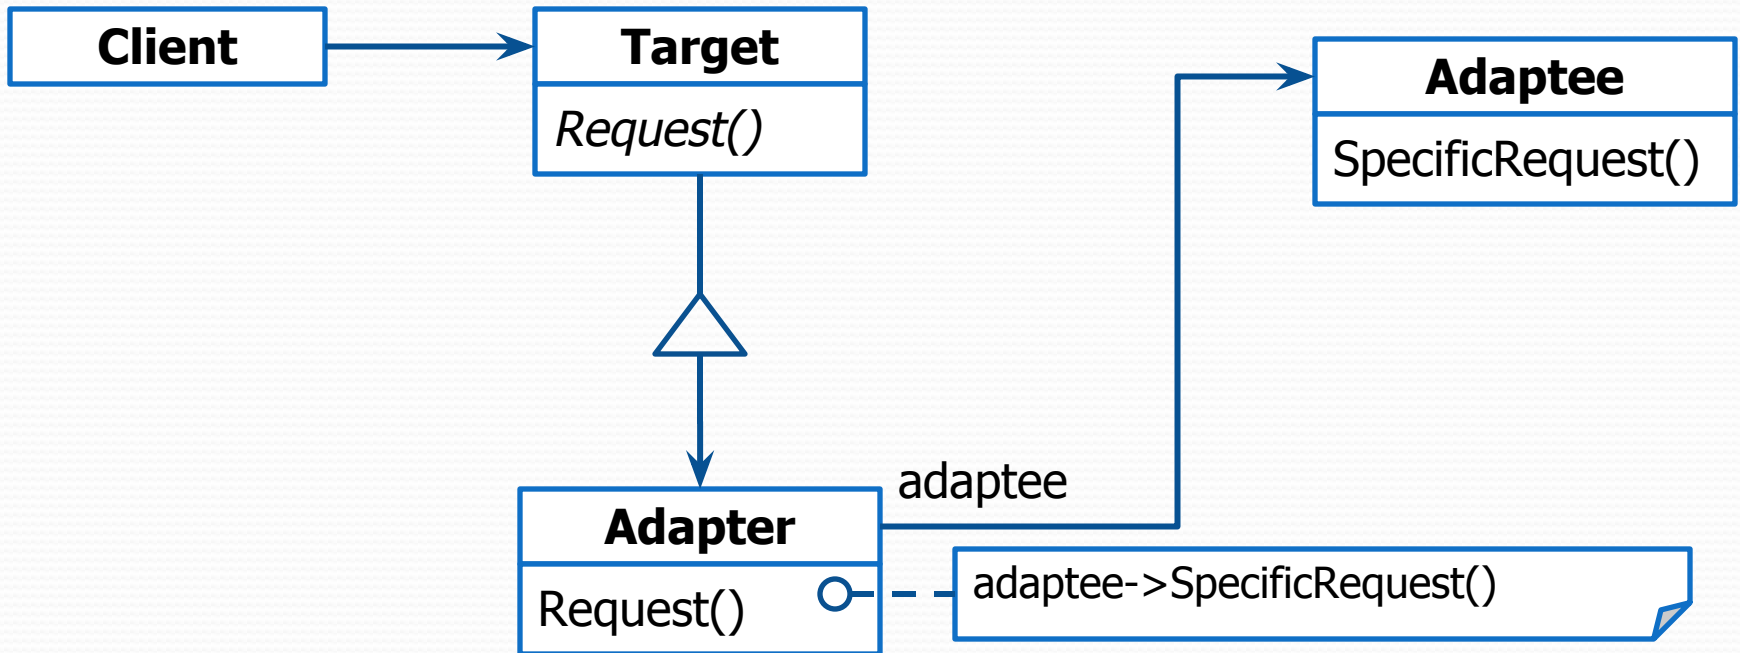 Client
Target
Request()
Adaptee
SpecificRequest()
adaptee
Adapter
Request()
adaptee->SpecificRequest()